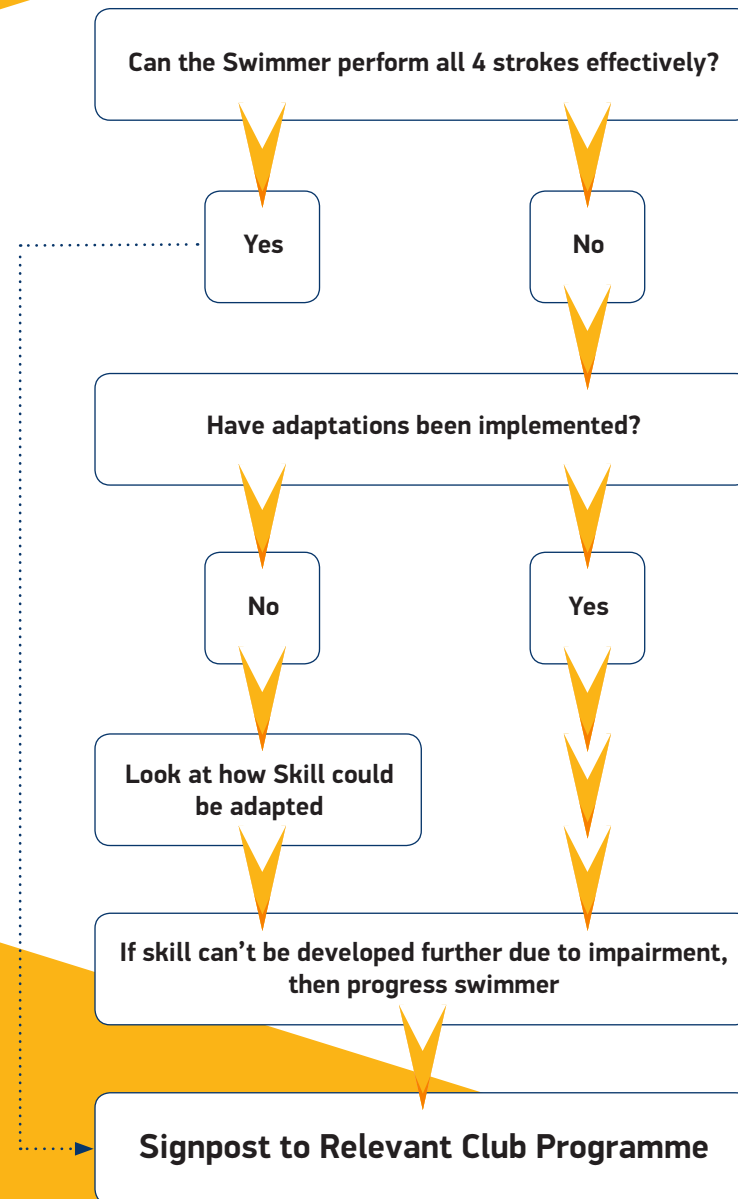 Can the Swimmer perform all 4 strokes effectively?
Yes
No
Have adaptations been implemented?
No
Yes
Look at how Skill could
be adapted
If skill can’t be developed further due to impairment,
then progress swimmer
Signpost to Relevant Club Programme